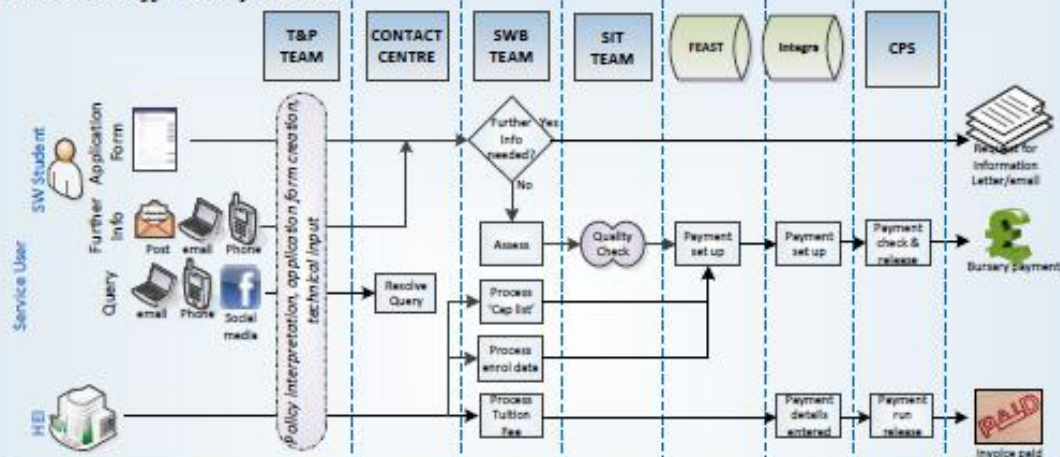 T&P
TEAM
CONTACT
CENTRE
SWB
TEAM
SIT
TEAM
FEAST
Integra
CPS
Service User
SW Student
Application
Form
Further
Info
Post
email
Phone
Query
email
Phone
Social
media
HEI
Policy interpretation, application form creation,
technical input
Further
Info
needed?
Yes
No
Request for
Information
Letter/email
Assess
Quality
Check
Payment
set up
Payment
set up
Payment
check &
release
£
Bursary payment
Resolve
Query
Process
'Cap list'
Process
enrol data
Process
Tuition
Fee
Payment
details
entered
Payment
run
release
PAID
Invoice paid